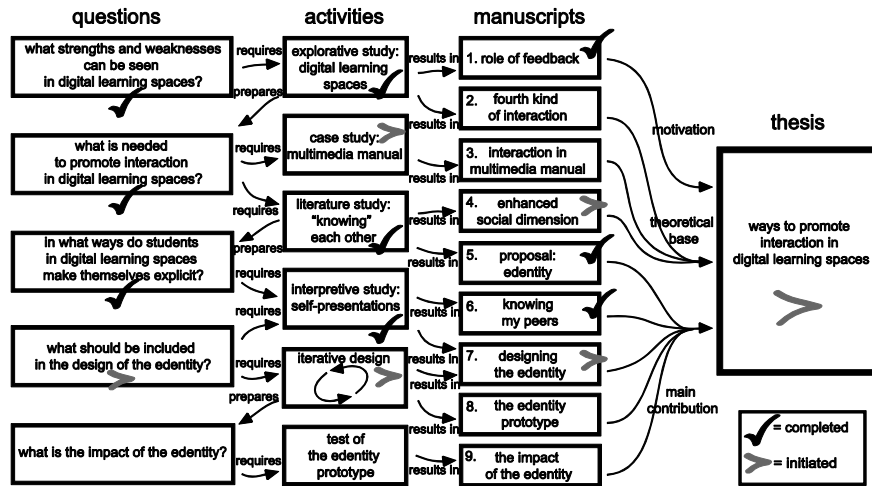 questions
activities
manuscripts
thesis
what strengths and weaknesses
can be seen
in digital learning spaces?
requires
explorative study:
digital learning
spaces
results in
1. role of feedback
prepares
2. fourth kind
of interaction
results in
what is needed
to promote interaction
in digital learning spaces?
requires
case study:
multimedia manual
3. interaction in
multimedia manual
results in
motivation
requires
literature study:
"knowing"
each other
results in
4. enhanced
social dimension
theoretical
base
prepares
in what ways do students
in digital learning spaces
make themselves explicit?
requires
results in
5. proposal:
edentity
interpretive study:
self-presentations
requires
results in
6. knowing
my peers
what should be included
in the design of the edentity?
requires
iterative design
results in
results in
7. designing
the edentity
prepares
results in
8. the edentity
prototype
main
contribution
what is the impact of the edentity?
requires
test of
the edentity
prototype
results in
9. the impact
of the edentity
ways to promote
interaction in
digital learning spaces
= completed
= initiated